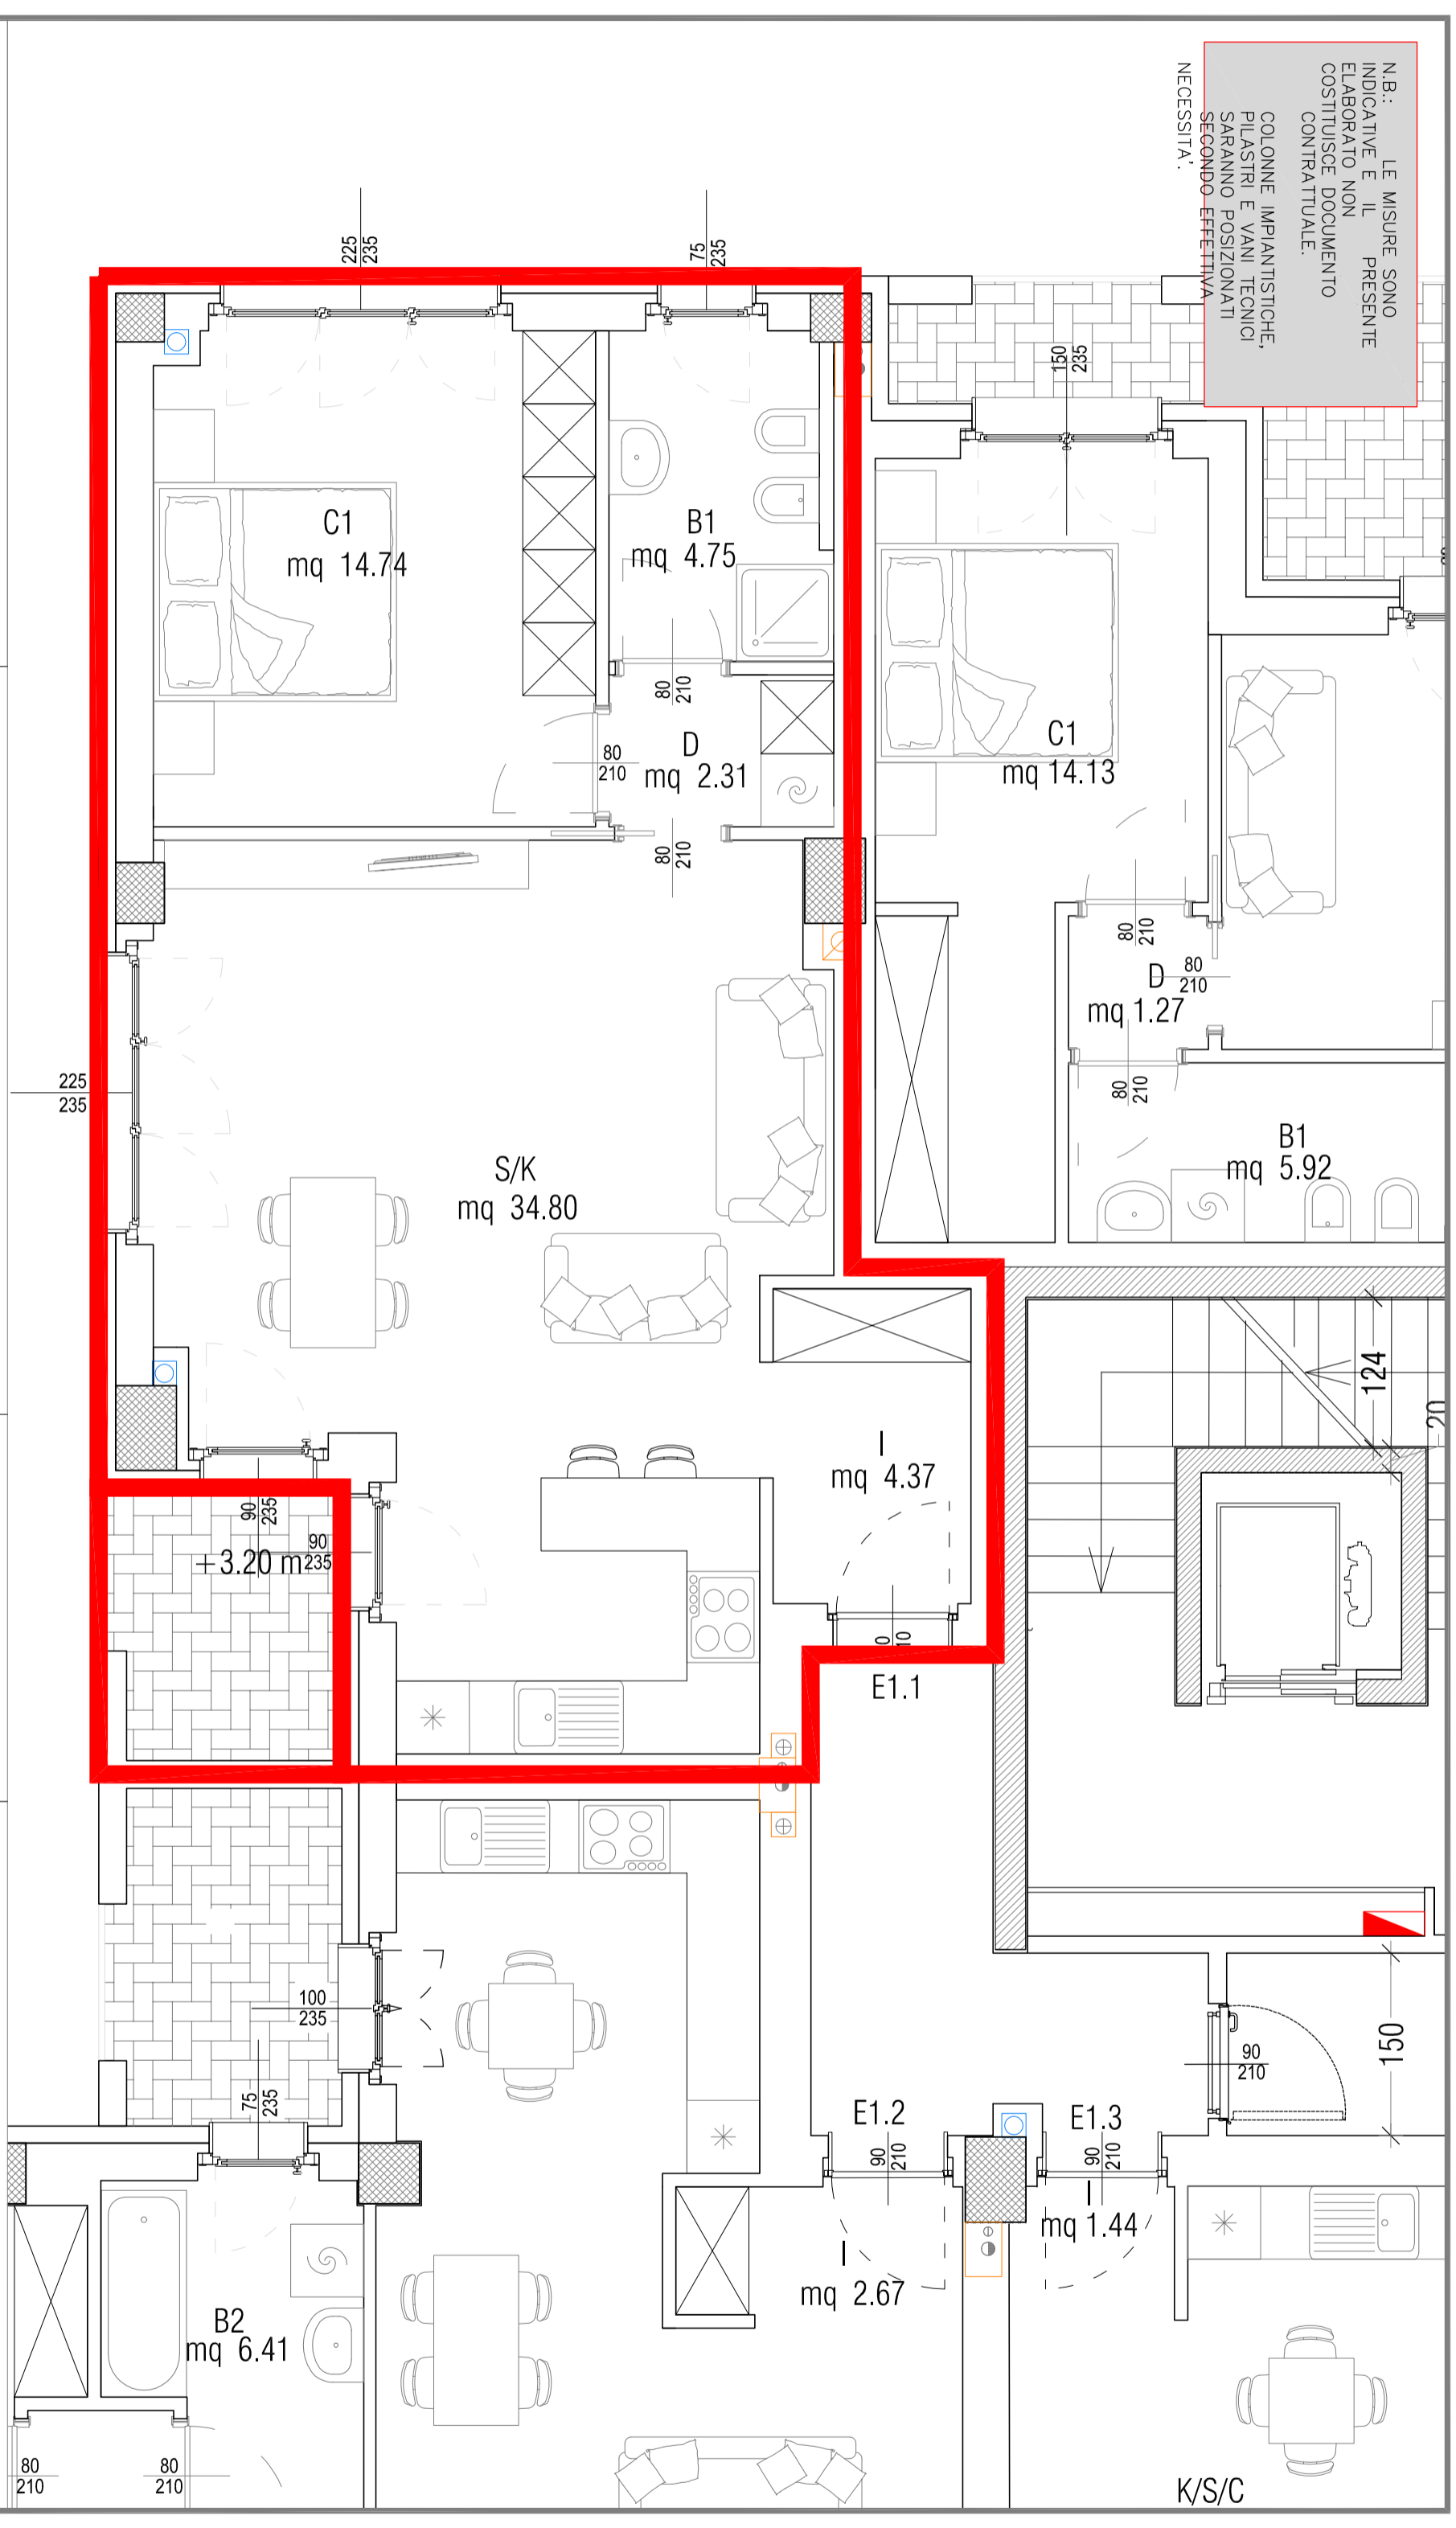 N.B.: LE MISURE SONO
INDICATIVE E IL PRESENTE
ELABORATO NON
COSTITUISCE DOCUMENTO
CONTRATTUALE.
COLONNE IMPIANTISTICHE,
PILASTRI E VANI TECNICI
SARANNO POSIZIONATI
SECONDO EFFETTIVA
NECESSITA'.
225
235
75
235
150
235
C1
mq 14.74
B1
mq 4.75
80
210
D
mq 2.31
80
210
80
210
C1
mq 14.13
80
210
D
mq 1.27
80
210
80
210
B1
mq 5.92
225
235
S/K
mq 34.80
124
20
I
mq 4.37
90
235
90
235
+3.20 m
0
10
E1.1
100
235
75
235
150
90
210
E1.2
90
210
E1.3
90
210
I
mq 1.44
I
mq 2.67
B2
mq 6.41
80
210
80
210
K/S/C